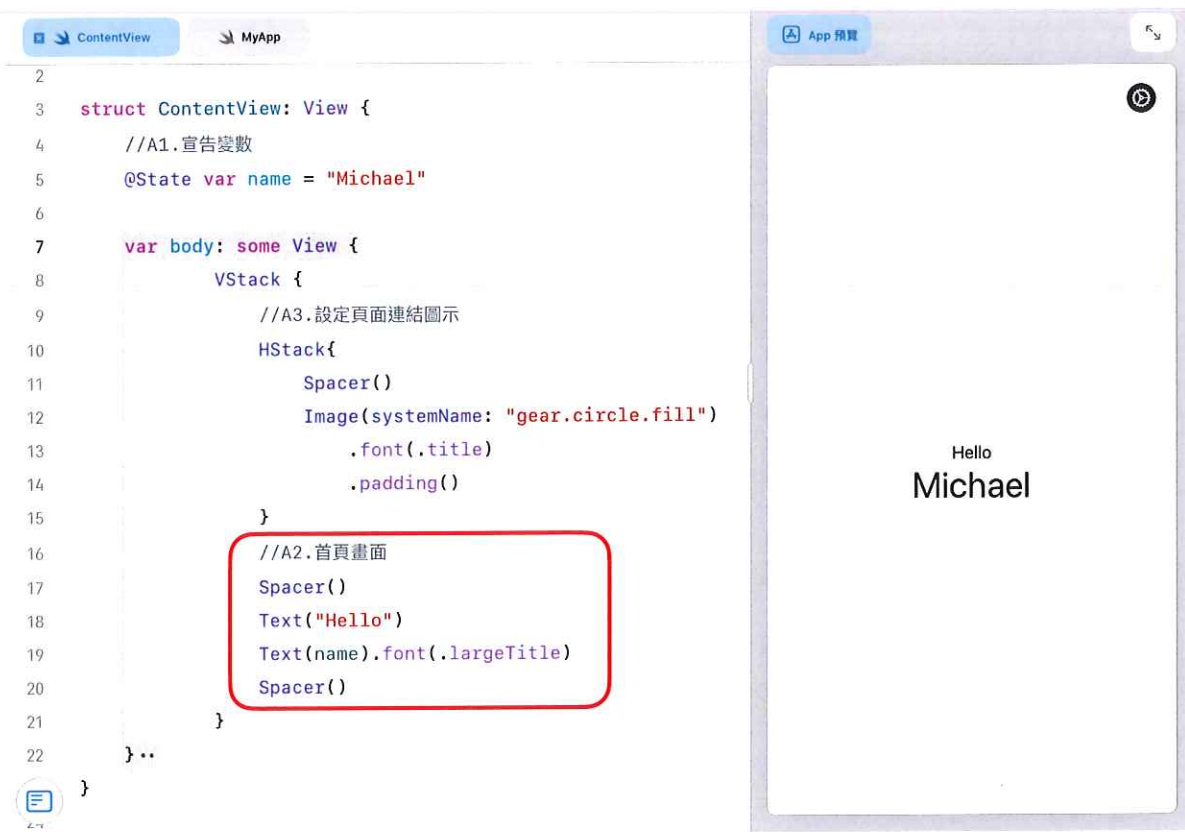 ContentView
MyApp
App 預覽
2
3 struct ContentView: View {
4 //A1.宣告變數
5 @State var name = "Michael"
6
7 var body: some View {
8 VStack {
9 //A3.設定頁面連結圖示
10 HStack{
11 Spacer()
12 Image(systemName: "gear.circle.fill")
13 .font(.title)
14 .padding()
15 }
16 //A2.首頁畫面
17 Spacer()
18 Text("Hello")
19 Text(name).font(.largeTitle)
20 Spacer()
21 }
22 }
}
Hello
Michael